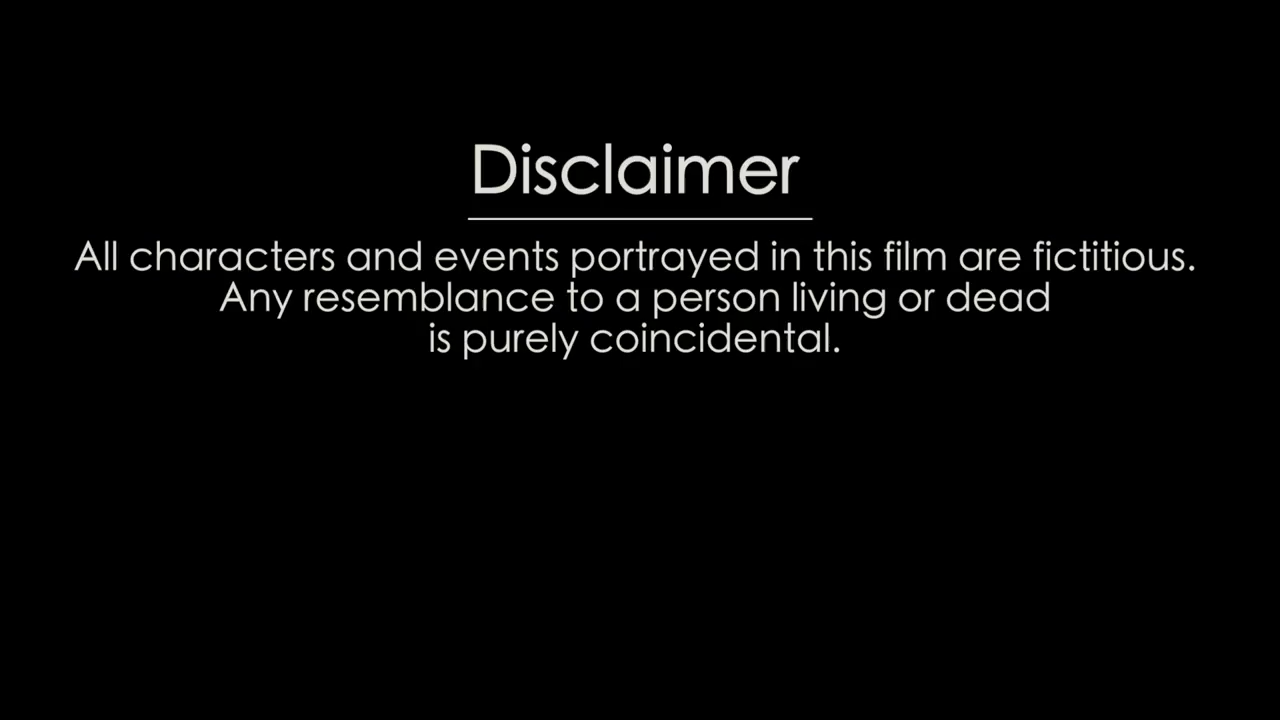 Disclaimer
All characters and events portrayed in this film are fictitious.
Any resemblance to a person living or dead
is purely coincidental.